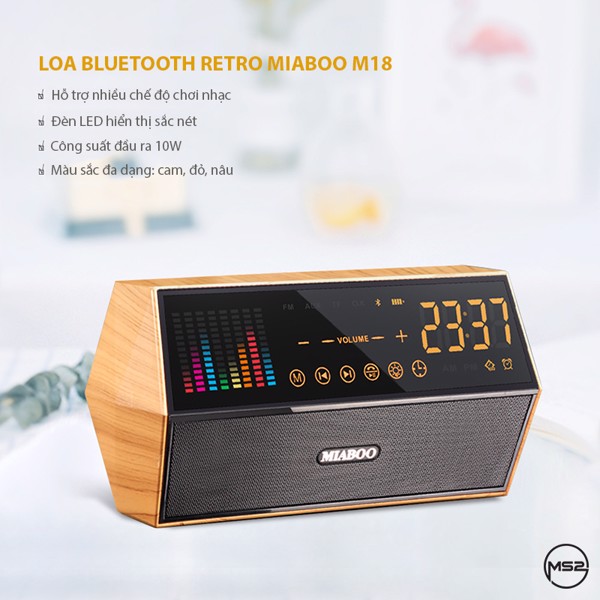 LOA BLUETOOTH RETRO MIABOO M18
Hỗ trợ nhiều chế độ chơi nhạc
Đèn LED hiển thị sắc nét
Công suất đầu ra 10W
Màu sắc đa dạng: cam, đỏ, nâu
FM
23:37
− VOLUME +
M
MIABOO
MS2